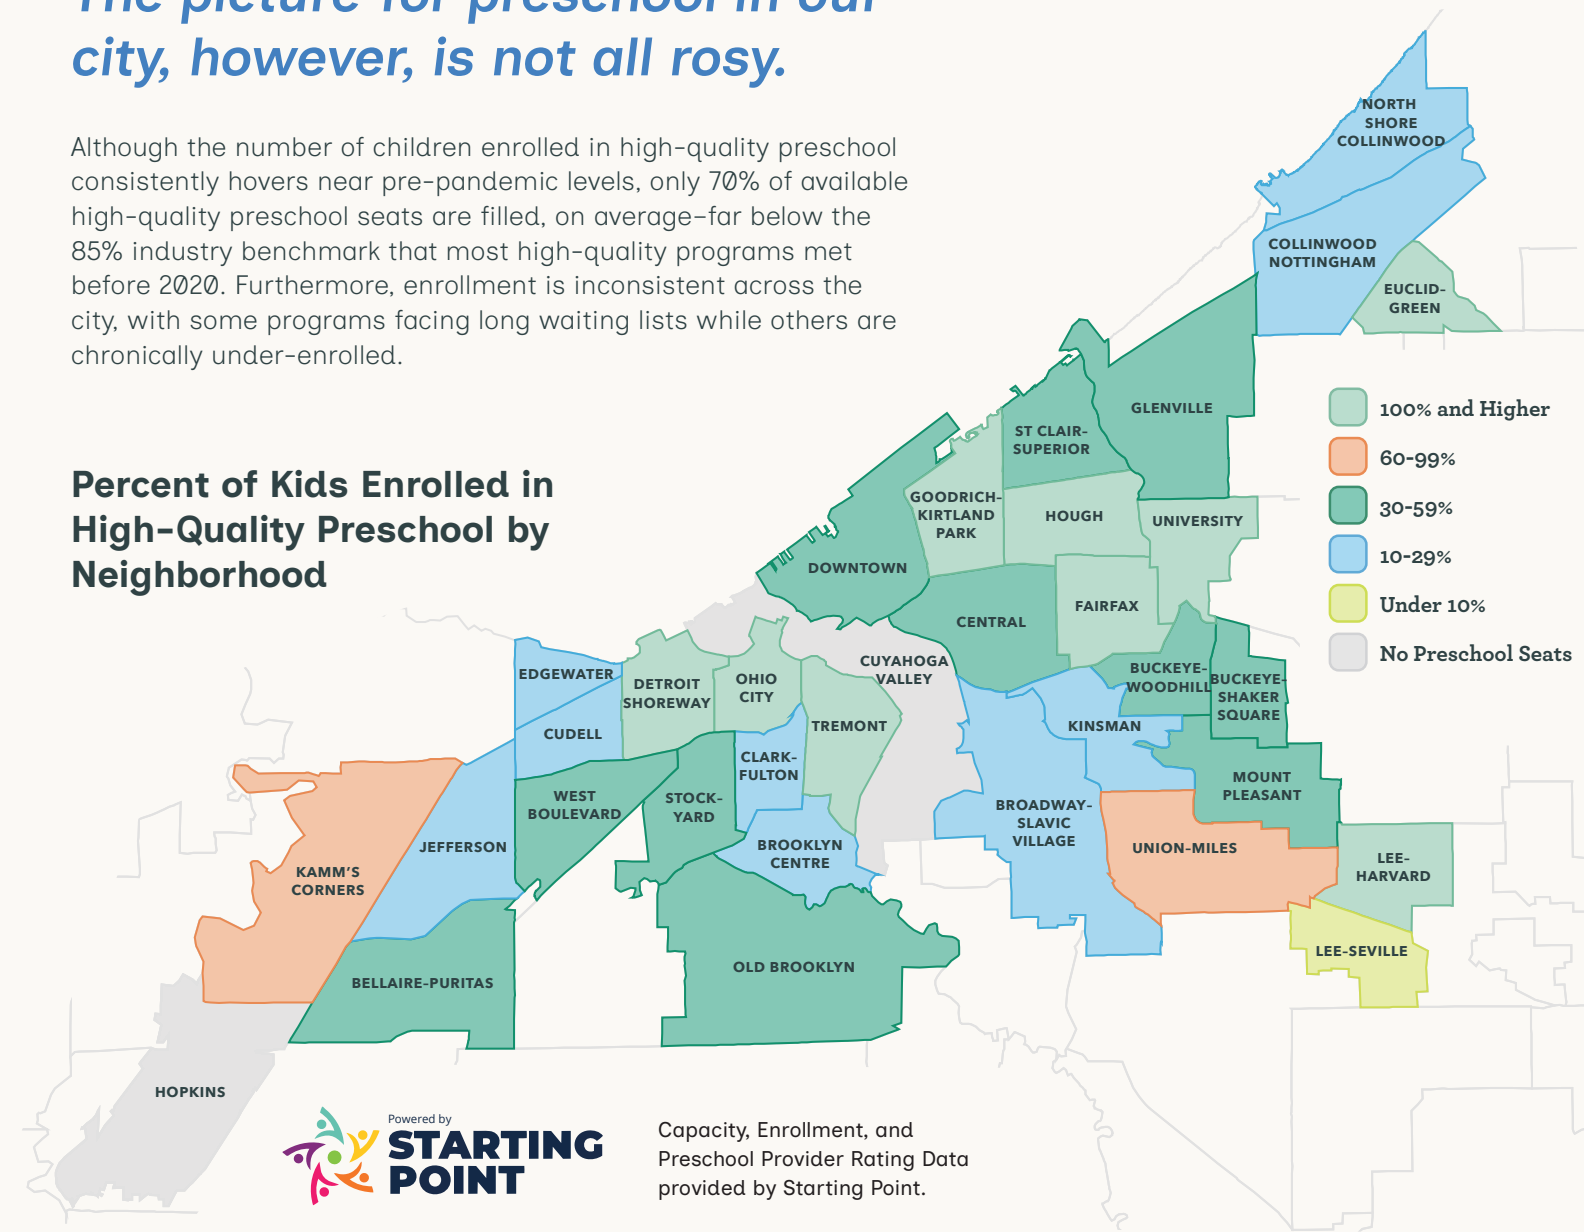 The picture for preschool in our
city, however, is not all rosy.
Although the number of children enrolled in high-quality preschool
consistently hovers near pre-pandemic levels, only 70% of available
high-quality preschool seats are filled, on average–far below the
85% industry benchmark that most high-quality programs met
before 2020. Furthermore, enrollment is inconsistent across the
city, with some programs facing long waiting lists while others are
chronically under-enrolled.
Percent of Kids Enrolled in
High-Quality Preschool by
Neighborhood
NORTH
SHORE
COLLINWOOD
COLLINWOOD
NOTTINGHAM
EUCLID-
GREEN
100% and Higher
60-99%
30-59%
10-29%
Under 10%
No Preschool Seats
GLENVILLE
ST CLAIR-
SUPERIOR
GOODRICH-
KIRTLAND
PARK
HOUGH
UNIVERSITY
DOWNTOWN
CENTRAL
FAIRFAX
CUYAHOGA
VALLEY
BUCKEYE-
WOODHILL
BUCKEYE-
SHAKER
SQUARE
EDGEWATER
DETROIT
SHOREWAY
OHIO
CITY
TREMONT
KINSMAN
CUDELL
CLARK-
FULTON
MOUNT
PLEASANT
WEST
BOULEVARD
STOCK-
YARD
BROADWAY-
SLAVIC
VILLAGE
JEFFERSON
BROOKLYN
CENTRE
UNION-MILES
LEE-
HARVARD
KAMM'S
CORNERS
LEE-SEVILLE
OLD BROOKLYN
BELLAIRE-PURITAS
HOPKINS
Powered by
STARTING
POINT
Capacity, Enrollment, and
Preschool Provider Rating Data
provided by Starting Point.